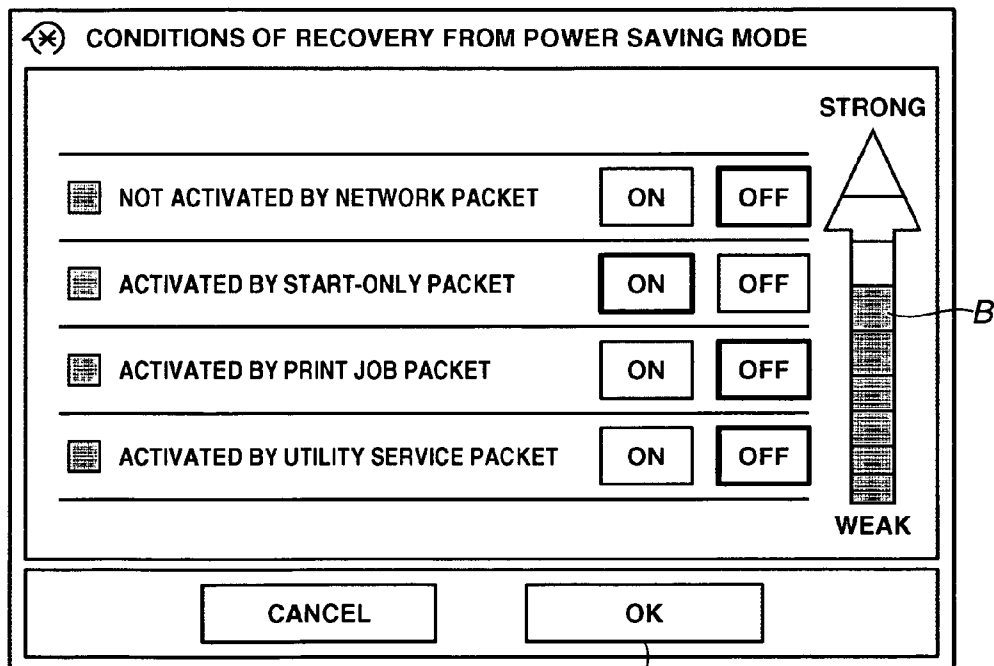 CONDITIONS OF RECOVERY FROM POWER SAVING MODE
STRONG
NOT ACTIVATED BY NETWORK PACKET ON OFF
ACTIVATED BY START-ONLY PACKET ON OFF
B
ACTIVATED BY PRINT JOB PACKET ON OFF
ACTIVATED BY UTILITY SERVICE PACKET ON OFF
WEAK
CANCEL OK